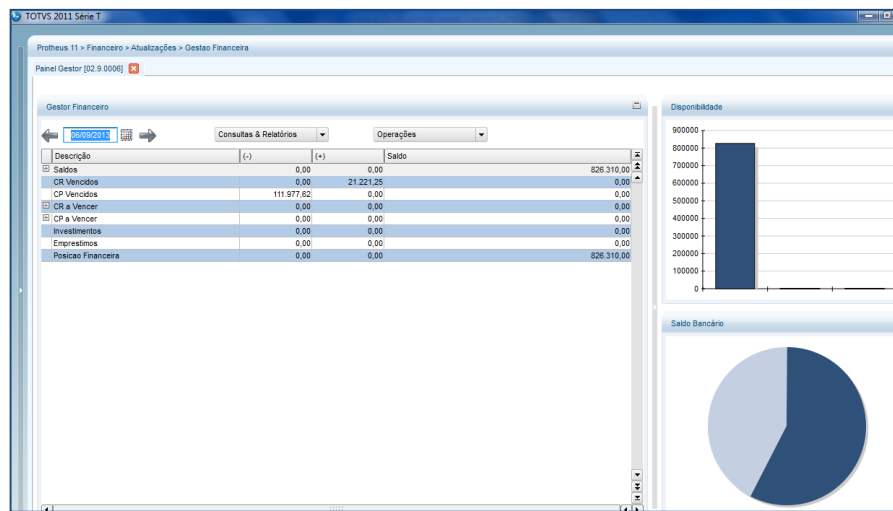 TOTVS 2011 Série T
Protheus 11 > Financeiro > Atualizações > Gestao Financeira
Painel Gestor [02.9.0006]
Gestor Financeiro
06/09/2013 Consultas & Relatórios Operações
Descrição (-) (+) Saldo
Saldos 0,00 0,00 826.310,00
CR Vencidos 0,00 21.221,25 0,00
CP Vencidos 111.977,62 0,00 0,00
CR a Vencer 0,00 0,00 0,00
CP a Vencer 0,00 0,00 0,00
Investimentos 0,00 0,00 0,00
Emprestimos 0,00 0,00 0,00
Posicao Financeira 0,00 0,00 826.310,00
Disponibilidade
900000
800000
700000
600000
500000
400000
300000
200000
100000
0
Saldo Bancário